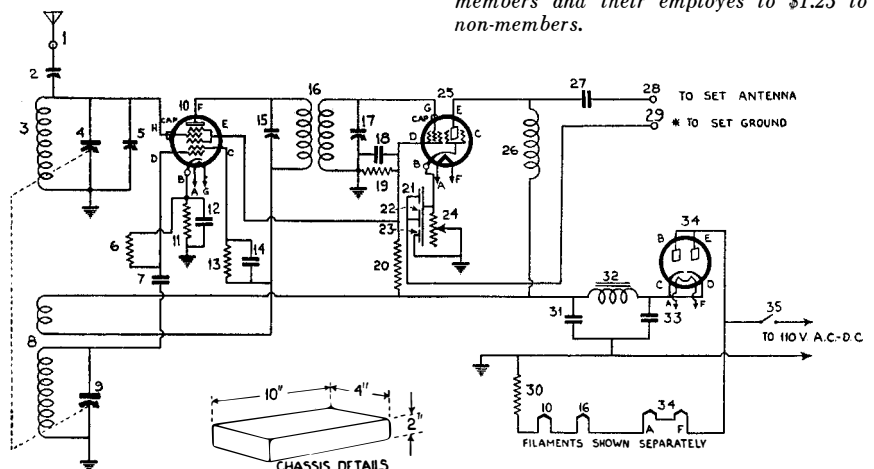 members and their employes to $1.25 to
non-members.
1
2
3
4
5
6
7
8
9
10
F
CAP
H
D
E
C
B
A
G
11
12
13
14
15
16
17
18
19
20
21
22
23
24
25
G
CAP
E
D
C
B
A
F
26
27
28
TO SET ANTENNA
29
* TO SET GROUND
30
31
32
33
34
B
E
C
D
A
F
35
TO 110 V. A.C.-D.C.
10
16
34
A
F
FILAMENTS SHOWN SEPARATELY
10"
4"
2"
CHASSIS DETAILS